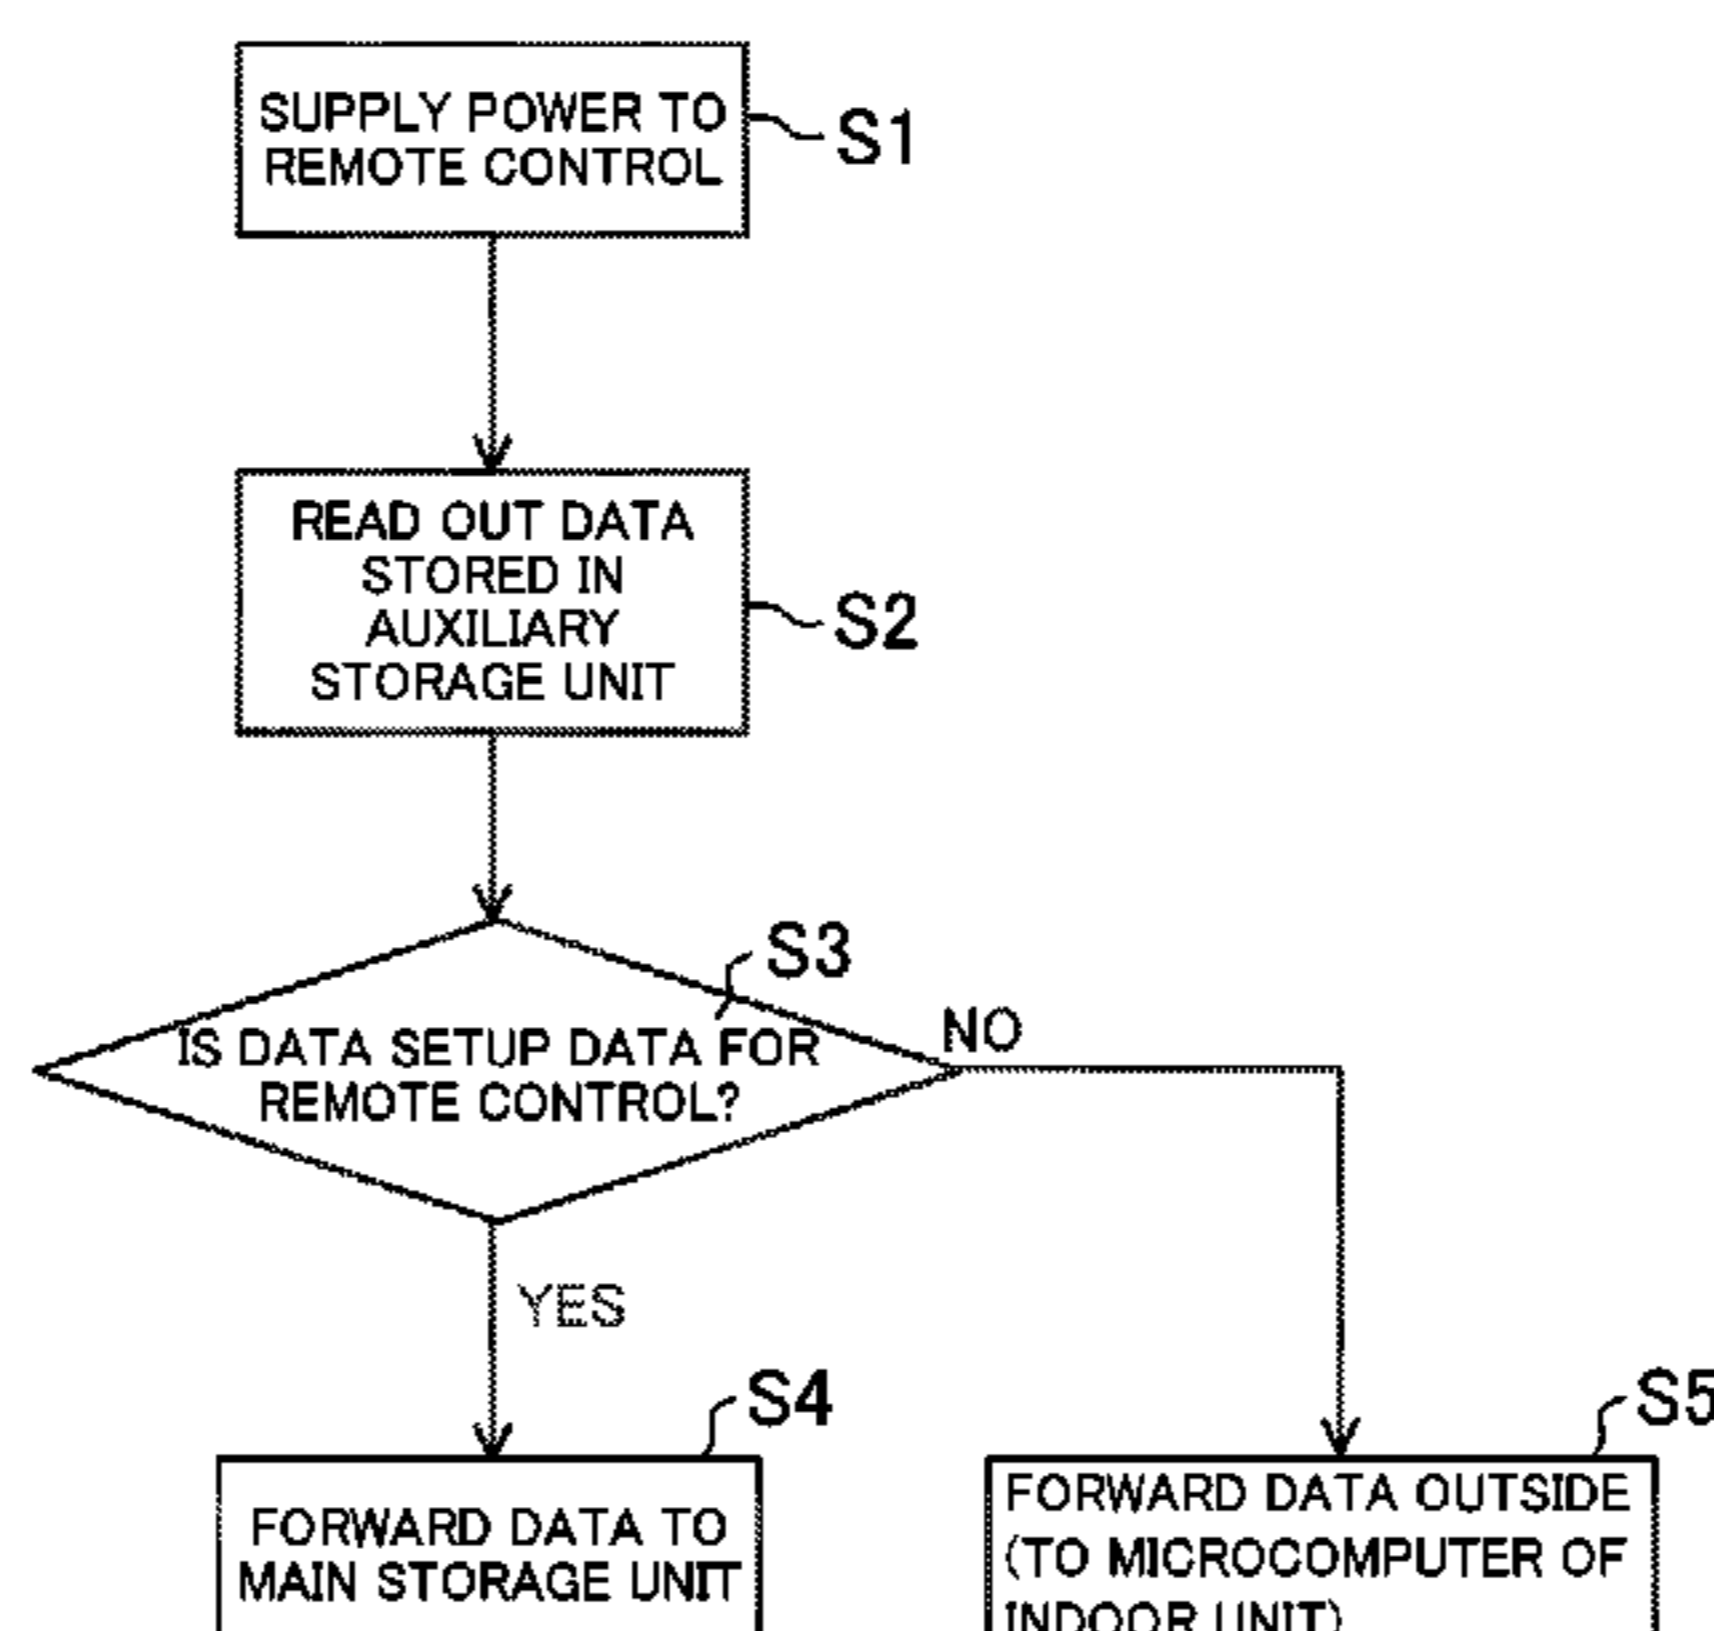 SUPPLY POWER TO
REMOTE CONTROL
S1
READ OUT DATA
STORED IN
AUXILIARY
STORAGE UNIT
S2
S3
IS DATA SETUP DATA FOR
REMOTE CONTROL?
NO
YES
S4
FORWARD DATA TO
MAIN STORAGE UNIT
S5
FORWARD DATA OUTSIDE
(TO MICROCOMPUTER OF
INDOOR UNIT)